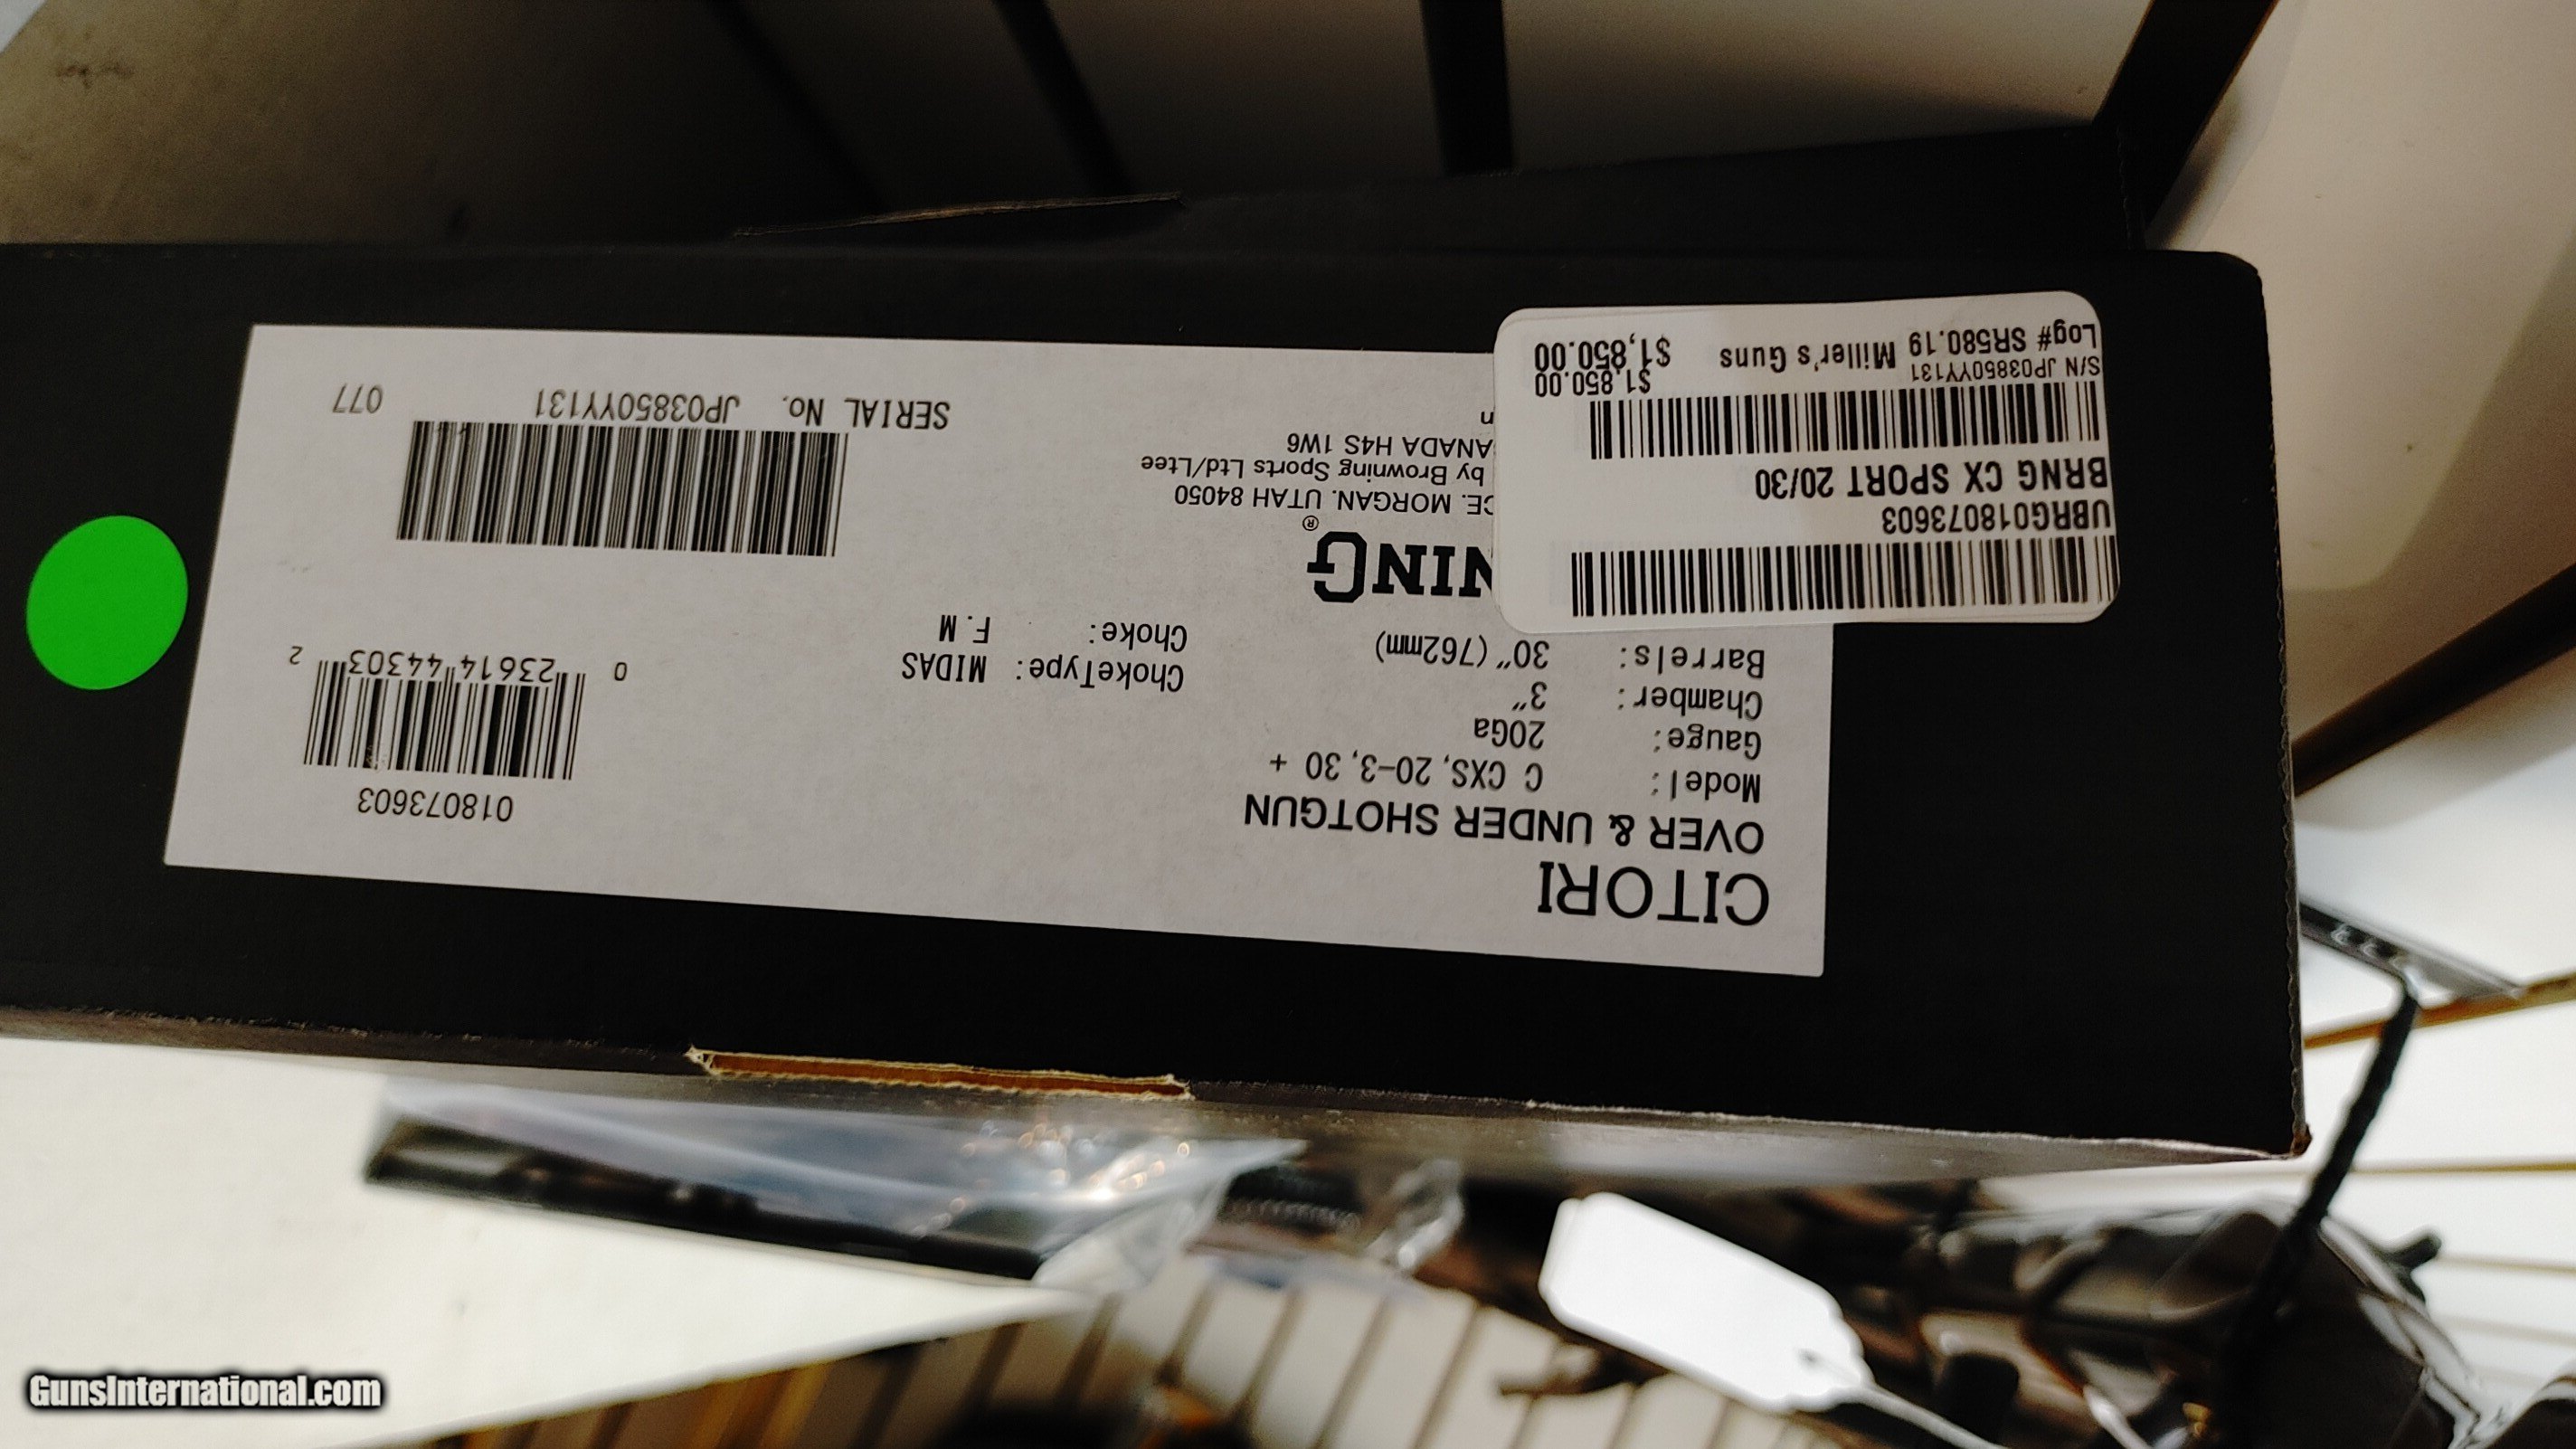 CITORI
OVER & UNDER SHOTGUN
Model: C CXS, 20-3, 30 +
Gauge: 20Ga
Chamber: 3"
Barrels: 30" (762mm)
ChokeType: MIDAS
Choke: F.M
018073603
0 23614 44303 2
NING®
CE. MORGAN. UTAH 84050
by Browning Sports Ltd/Ltee
ANADA H4S 1W6
n
SERIAL No. JP03850YY131 077
UBRG018073603
BRNG CX SPORT 20/30
S/N JP03850YY131 $1,850.00
Log# SR580.19 Miller's Guns $1,850.00
GunsInternational.com